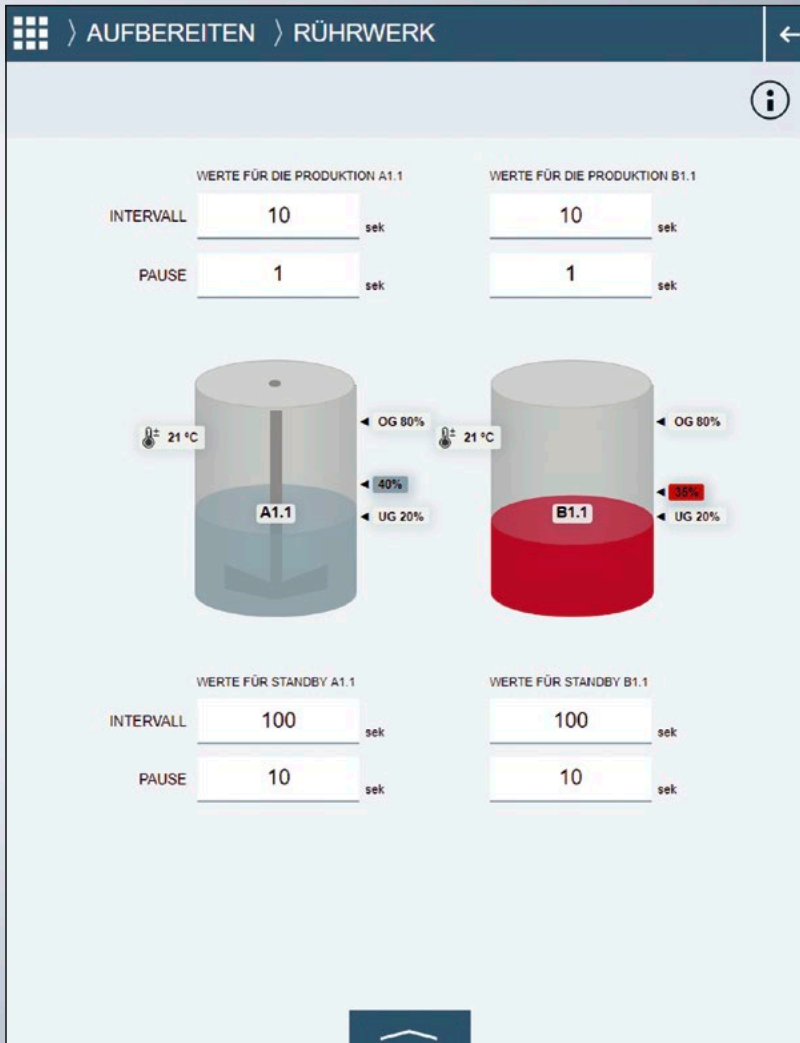 〉AUFBEREITEN 〉RÜHRWERK
WERTE FÜR DIE PRODUKTION A1.1
WERTE FÜR DIE PRODUKTION B1.1
INTERVALL 10 sek 10 sek
PAUSE 1 sek 1 sek
OG 80% OG 80%
21 °C 21 °C
40% 35%
A1.1 UG 20% B1.1 UG 20%
WERTE FÜR STANDBY A1.1
WERTE FÜR STANDBY B1.1
INTERVALL 100 sek 100 sek
PAUSE 10 sek 10 sek